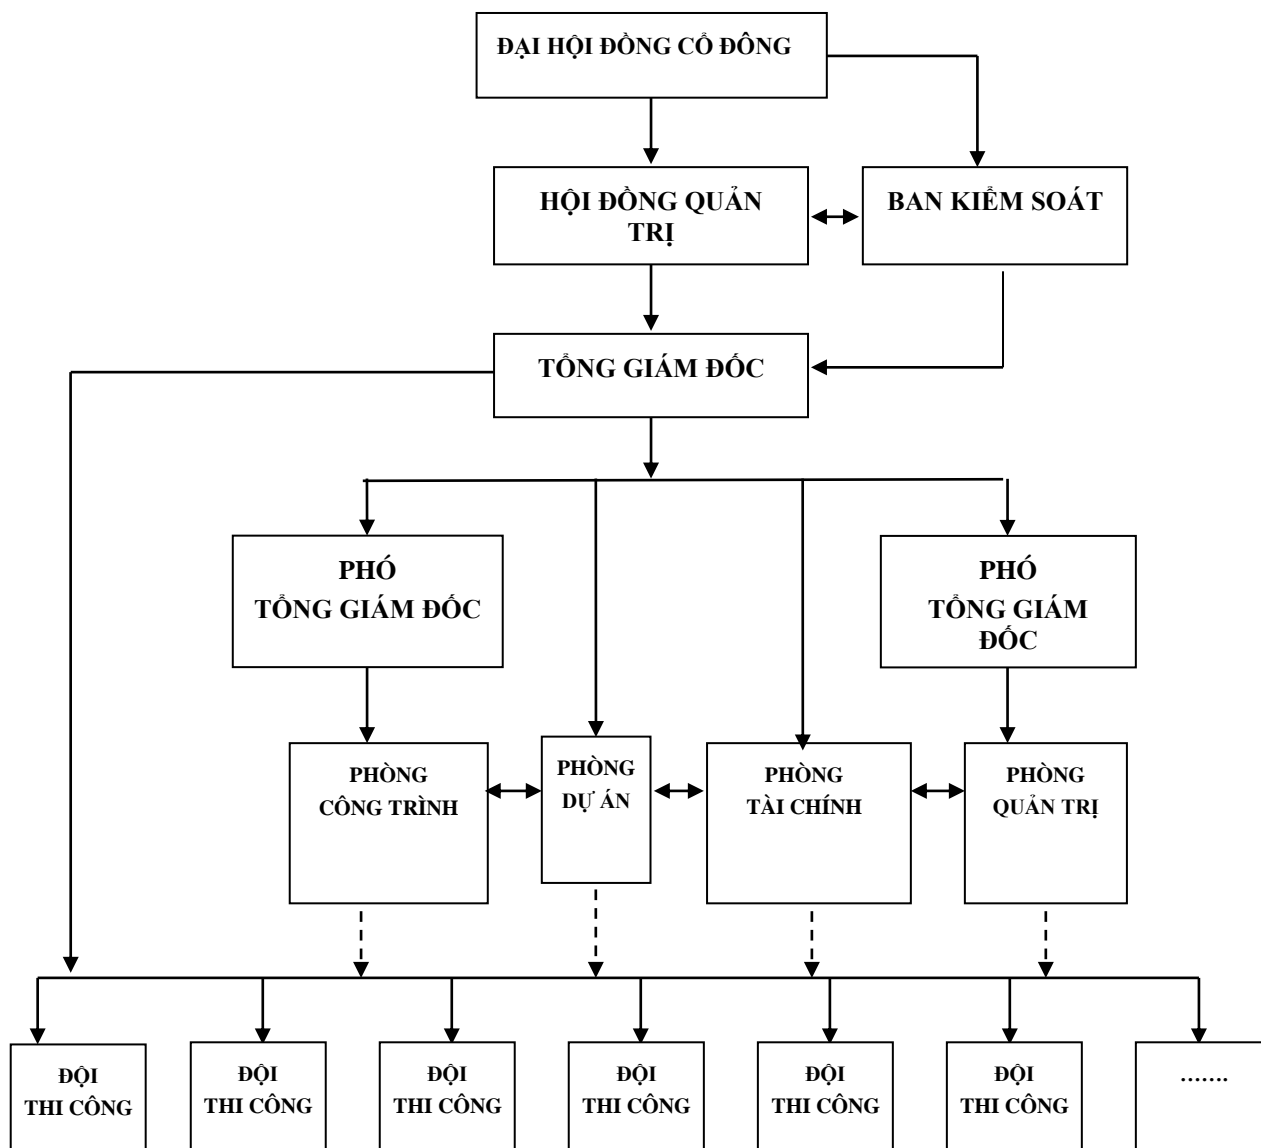 ĐẠI HỘI ĐỒNG CỔ ĐÔNG
HỘI ĐỒNG QUẢN
TRỊ
BAN KIỂM SOÁT
TỔNG GIÁM ĐỐC
PHÓ
TỔNG GIÁM ĐỐC
PHÓ
TỔNG GIÁM
ĐỐC
PHÒNG
CÔNG TRÌNH
PHÒNG
DỰ ÁN
PHÒNG
TÀI CHÍNH
PHÒNG
QUẢN TRỊ
ĐỘI
THI CÔNG
ĐỘI
THI CÔNG
ĐỘI
THI CÔNG
ĐỘI
THI CÔNG
ĐỘI
THI CÔNG
ĐỘI
THI CÔNG
…….